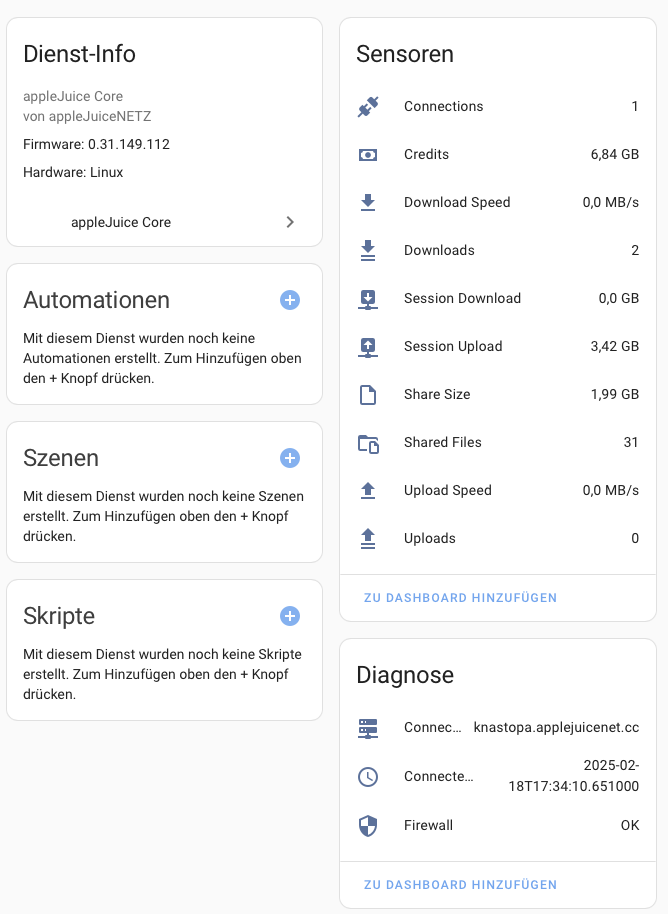 Dienst-Info
appleJuice Core
von appleJuiceNETZ
Firmware: 0.31.149.112
Hardware: Linux
appleJuice Core
Automationen
Mit diesem Dienst wurden noch keine
Automationen erstellt. Zum Hinzufügen oben
den + Knopf drücken.
Szenen
Mit diesem Dienst wurden noch keine Szenen
erstellt. Zum Hinzufügen oben den + Knopf
drücken.
Skripte
Mit diesem Dienst wurden noch keine Skripte
erstellt. Zum Hinzufügen oben den + Knopf
drücken.
Sensoren
Connections 1
Credits 6,84 GB
Download Speed 0,0 MB/s
Downloads 2
Session Download 0,0 GB
Session Upload 3,42 GB
Share Size 1,99 GB
Shared Files 31
Upload Speed 0,0 MB/s
Uploads 0
ZU DASHBOARD HINZUFÜGEN
Diagnose
Connec... knastopa.applejuicenet.cc
Connecte... 2025-02-
18T17:34:10.651000
Firewall OK
ZU DASHBOARD HINZUFÜGEN